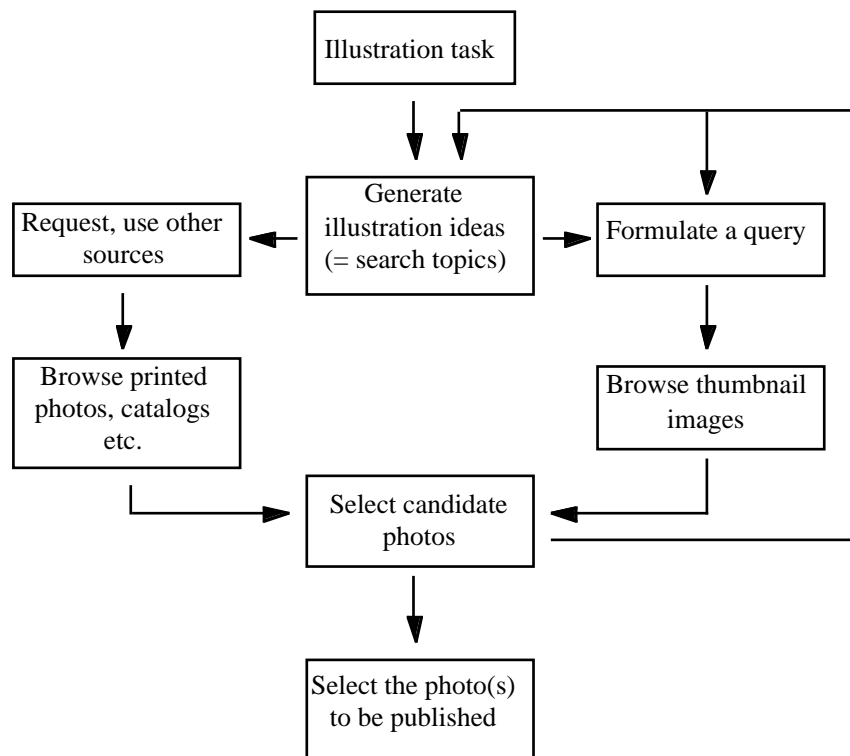 Illustration task
Generate
illustration ideas
(= search topics)
Request, use other
sources
Formulate a query
Browse printed
photos, catalogs
etc.
Browse thumbnail
images
Select candidate
photos
Select the photo(s)
to be published